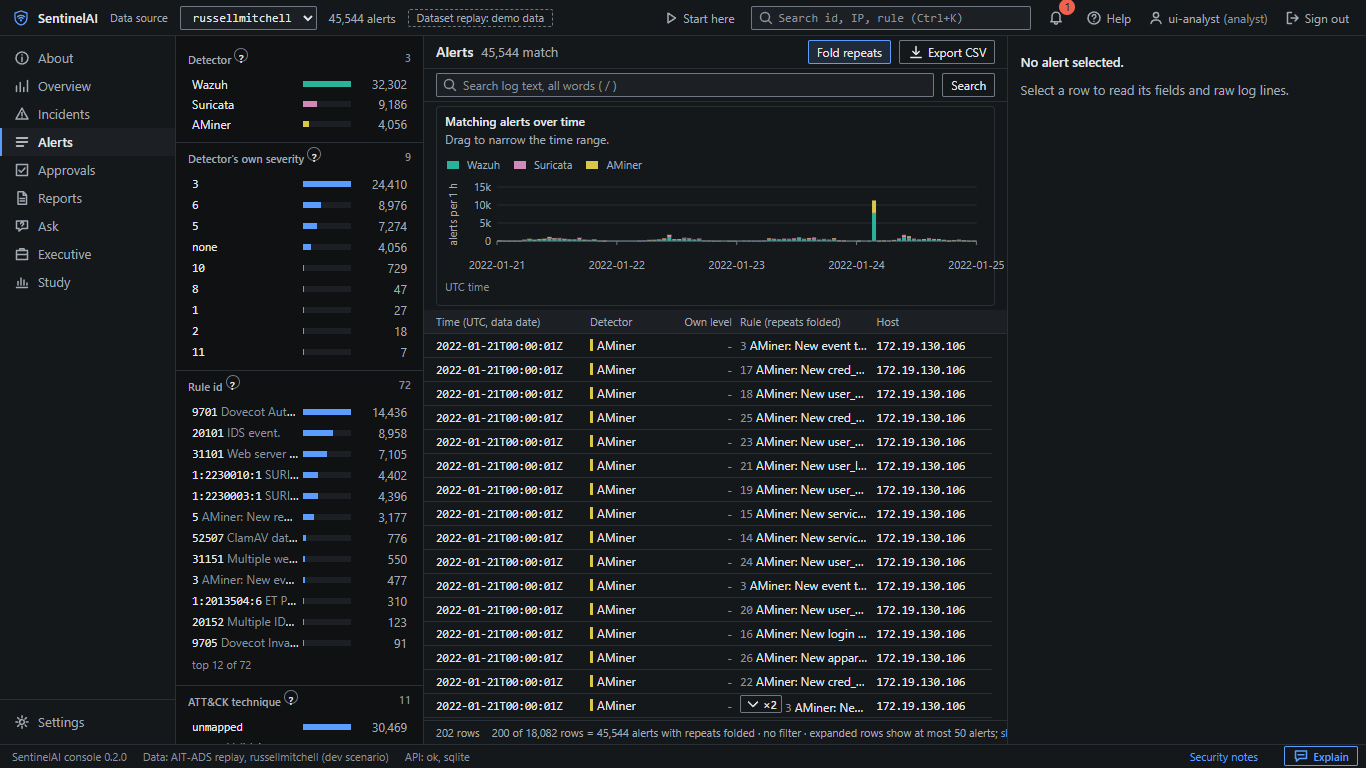 SentinelAI
Data source
russellmitchell
45,544 alerts
Dataset replay: demo data
Start here
Search id, IP, rule (Ctrl+K)
1
Help
ui-analyst (analyst)
Sign out
About
Overview
Incidents
Alerts
Approvals
Reports
Ask
Executive
Study
Settings
Detector ? 3
Wazuh 32,302
Suricata 9,186
AMiner 4,056
Detector's own severity ? 9
3 24,410
6 8,976
5 7,274
none 4,056
10 729
8 47
1 27
2 18
11 7
Rule id ? 72
9701 Dovecot Aut... 14,436
20101 IDS event. 8,958
31101 Web server ... 7,105
1:2230010:1 SURI... 4,402
1:2230003:1 SURI... 4,396
5 AMiner: New re... 3,177
52507 ClamAV dat... 776
31151 Multiple we... 550
3 AMiner: New ev... 477
1:2013504:6 ET P... 310
20152 Multiple ID... 123
9705 Dovecot Inva... 91
top 12 of 72
ATT&CK technique ? 11
unmapped 30,469
Alerts 45,544 match
Fold repeats
Export CSV
Search log text, all words ( / )
Search
Matching alerts over time
Drag to narrow the time range.
Wazuh Suricata AMiner
alerts per 1 h
15k
10k
5k
0
2022-01-21 2022-01-22 2022-01-23 2022-01-24 2022-01-25
UTC time
Time (UTC, data date) Detector Own level Rule (repeats folded) Host
2022-01-21T00:00:01Z AMiner - 3 AMiner: New event t... 172.19.130.106
2022-01-21T00:00:01Z AMiner - 17 AMiner: New cred_... 172.19.130.106
2022-01-21T00:00:01Z AMiner - 18 AMiner: New user_... 172.19.130.106
2022-01-21T00:00:01Z AMiner - 25 AMiner: New cred_... 172.19.130.106
2022-01-21T00:00:01Z AMiner - 23 AMiner: New user_... 172.19.130.106
2022-01-21T00:00:01Z AMiner - 21 AMiner: New user_l... 172.19.130.106
2022-01-21T00:00:01Z AMiner - 19 AMiner: New user_... 172.19.130.106
2022-01-21T00:00:01Z AMiner - 15 AMiner: New servic... 172.19.130.106
2022-01-21T00:00:01Z AMiner - 14 AMiner: New servic... 172.19.130.106
2022-01-21T00:00:01Z AMiner - 24 AMiner: New user_... 172.19.130.106
2022-01-21T00:00:01Z AMiner - 3 AMiner: New event t... 172.19.130.106
2022-01-21T00:00:01Z AMiner - 20 AMiner: New user_... 172.19.130.106
2022-01-21T00:00:01Z AMiner - 16 AMiner: New login ... 172.19.130.106
2022-01-21T00:00:01Z AMiner - 26 AMiner: New appar... 172.19.130.106
2022-01-21T00:00:01Z AMiner - 22 AMiner: New cred_... 172.19.130.106
2022-01-21T00:00:01Z AMiner - ×2 3 AMiner: Ne... 172.19.130.106
202 rows 200 of 18,082 rows = 45,544 alerts with repeats folded · no filter · expanded rows show at most 50 alerts;
No alert selected.
Select a row to read its fields and raw log lines.
SentinelAI console 0.2.0
Data: AIT-ADS replay, russellmitchell (dev scenario)
API: ok, sqlite
Security notes
Explain